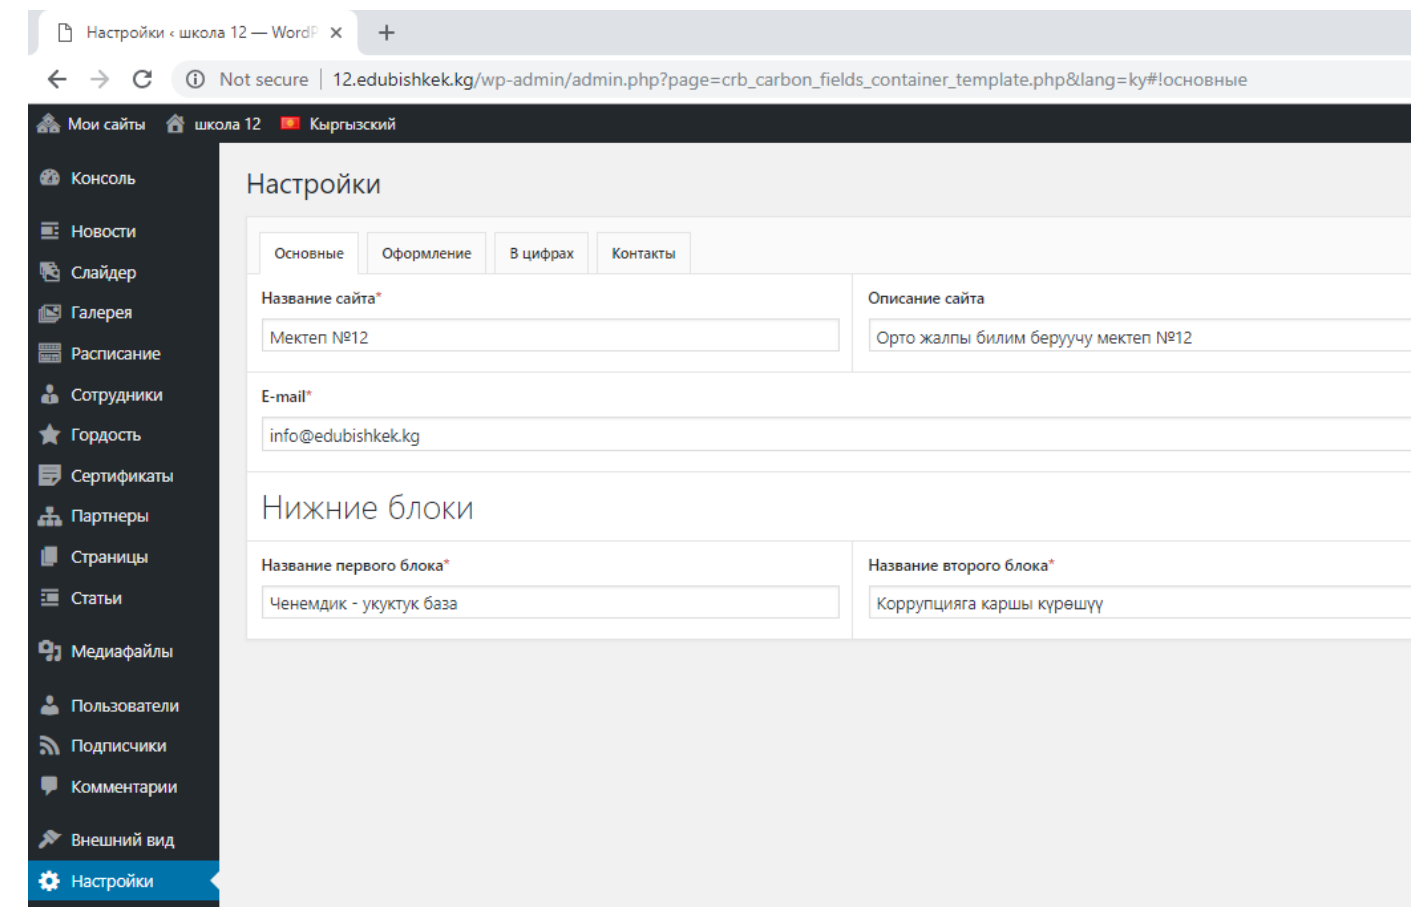 Настройки ‹ школа 12 — WordP
Not secure | 12.edubishkek.kg/wp-admin/admin.php?page=crb_carbon_fields_container_template.php&lang=ky#!основные
Мои сайты школа 12 Кыргызский
Консоль
Новости
Слайдер
Галерея
Расписание
Сотрудники
Гордость
Сертификаты
Партнеры
Страницы
Статьи
Медиафайлы
Пользователи
Подписчики
Комментарии
Внешний вид
Настройки
Настройки
Основные Оформление В цифрах Контакты
Название сайта* Описание сайта
Мектеп №12 Орто жалпы билим беруучу мектеп №12
E-mail*
info@edubishkek.kg
Нижние блоки
Название первого блока* Название второго блока*
Ченемдик - укуктук база Коррупцияга каршы күрөшүү